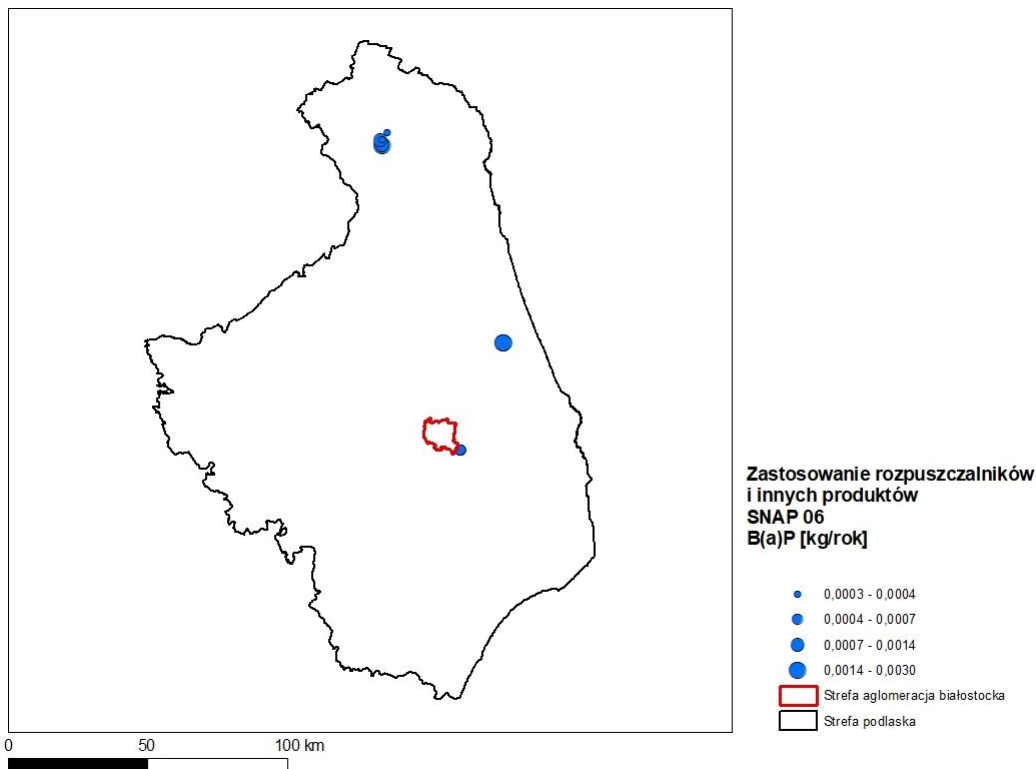 Zastosowanie rozpuszczalników
i innych produktów
SNAP 06
B(a)P [kg/rok]
0,0003 - 0,0004
0,0004 - 0,0007
0,0007 - 0,0014
0,0014 - 0,0030
Strefa aglomeracja białostocka
Strefa podlaska
0 50 100 km